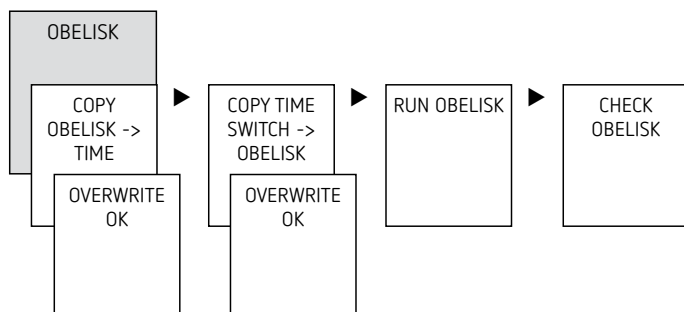 OBELISK
COPY
OBELISK ->
TIME
OVERWRITE
OK
COPY TIME
SWITCH ->
OBELISK
OVERWRITE
OK
RUN OBELISK
CHECK
OBELISK